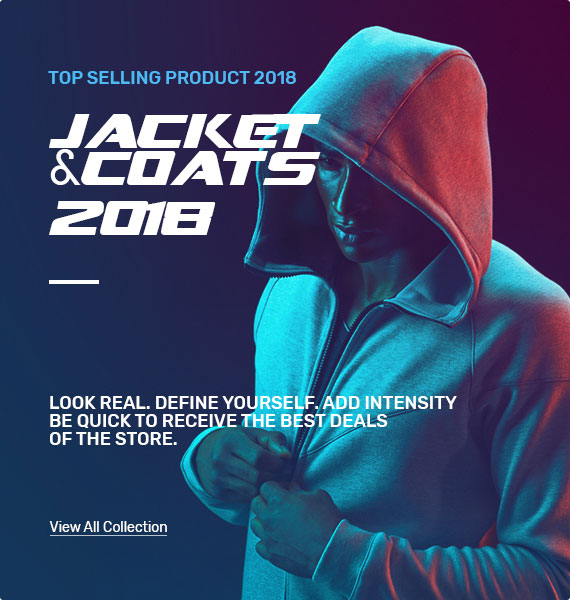 TOP SELLING PRODUCT 2018
JACKET
&COATS
2018
LOOK REAL. DEFINE YOURSELF. ADD INTENSITY
BE QUICK TO RECEIVE THE BEST DEALS
OF THE STORE.
View All Collection